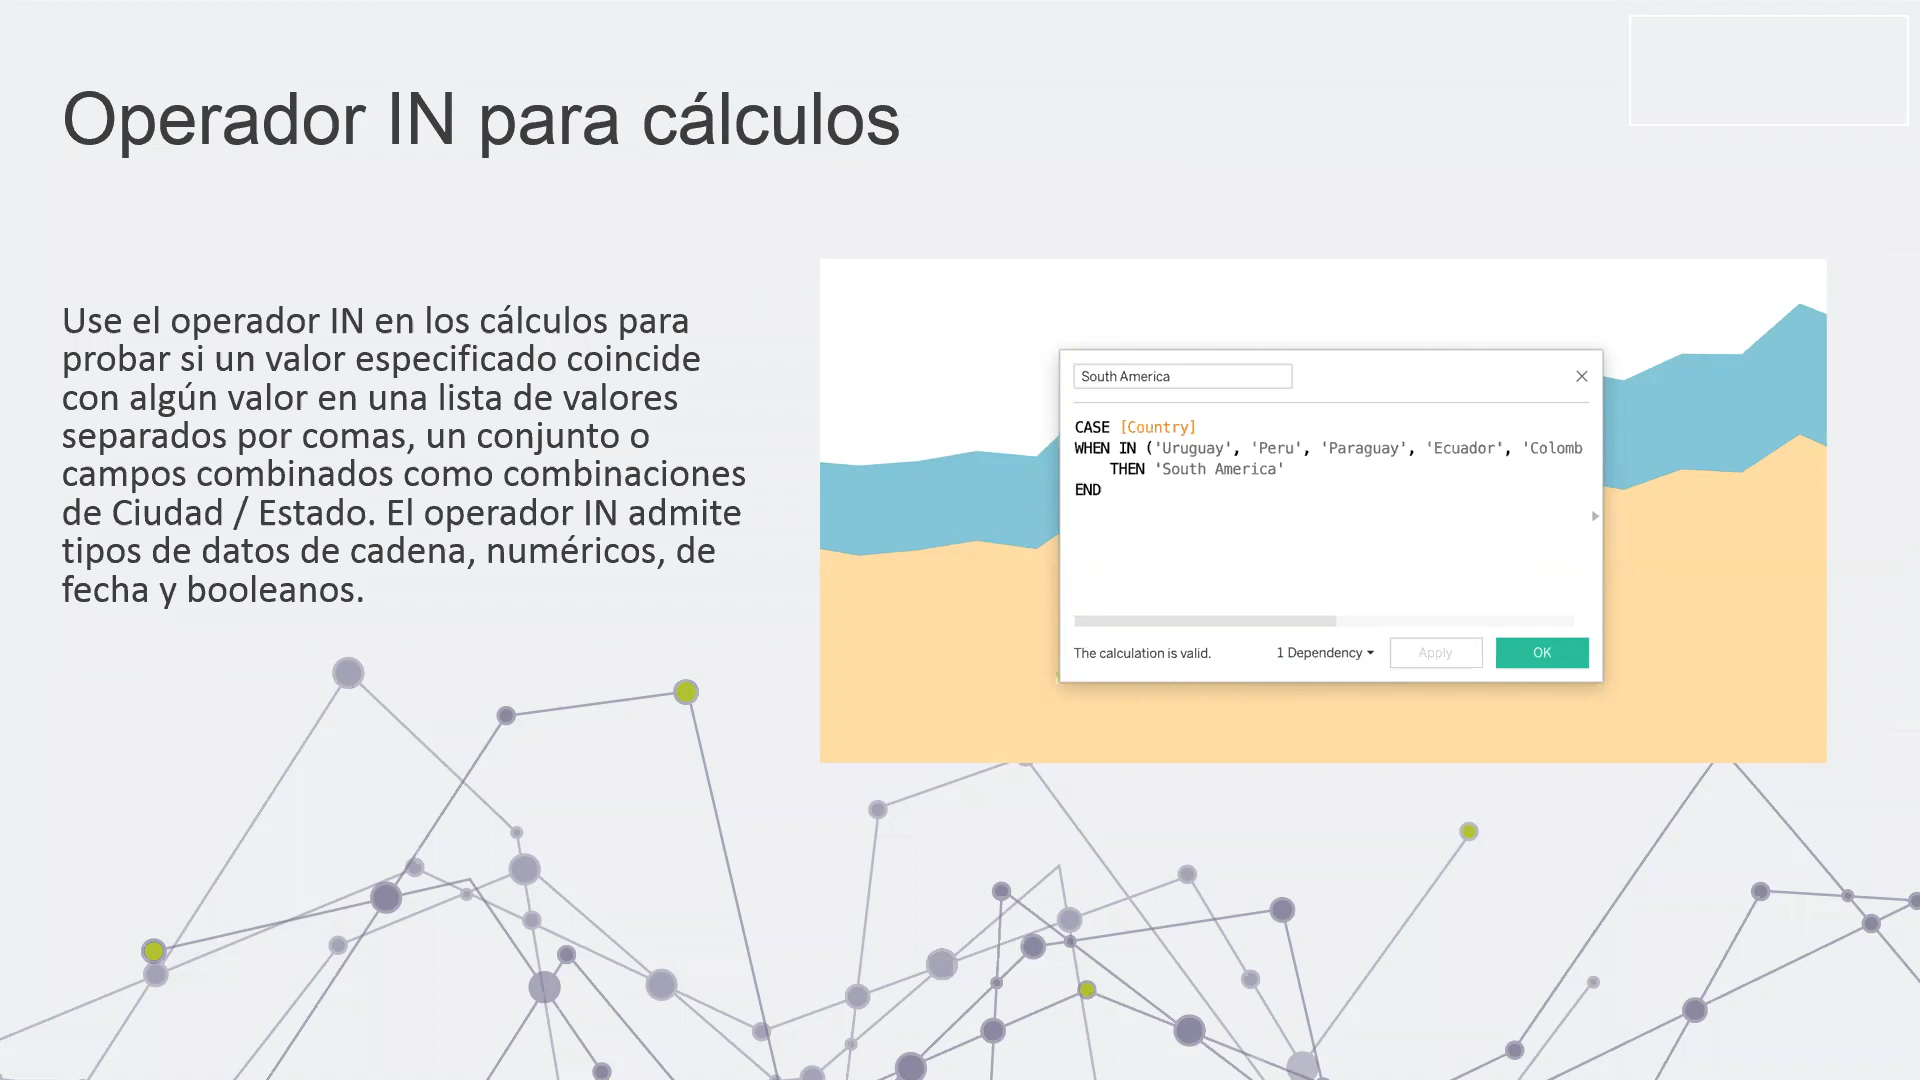 Operador IN para cálculos
Use el operador IN en los cálculos para
probar si un valor especificado coincide
con algún valor en una lista de valores
separados por comas, un conjunto o
campos combinados como combinaciones
de Ciudad / Estado. El operador IN admite
tipos de datos de cadena, numéricos, de
fecha y booleanos.
South America
CASE [Country]
WHEN IN ('Uruguay', 'Peru', 'Paraguay', 'Ecuador', 'Colomb
THEN 'South America'
END
The calculation is valid.
1 Dependency
Apply
OK